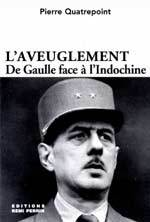 Pierre Quatrepoint
L'AVEUGLEMENT
De Gaulle face à l'Indochine
EDITIONS
REMI PERRIN